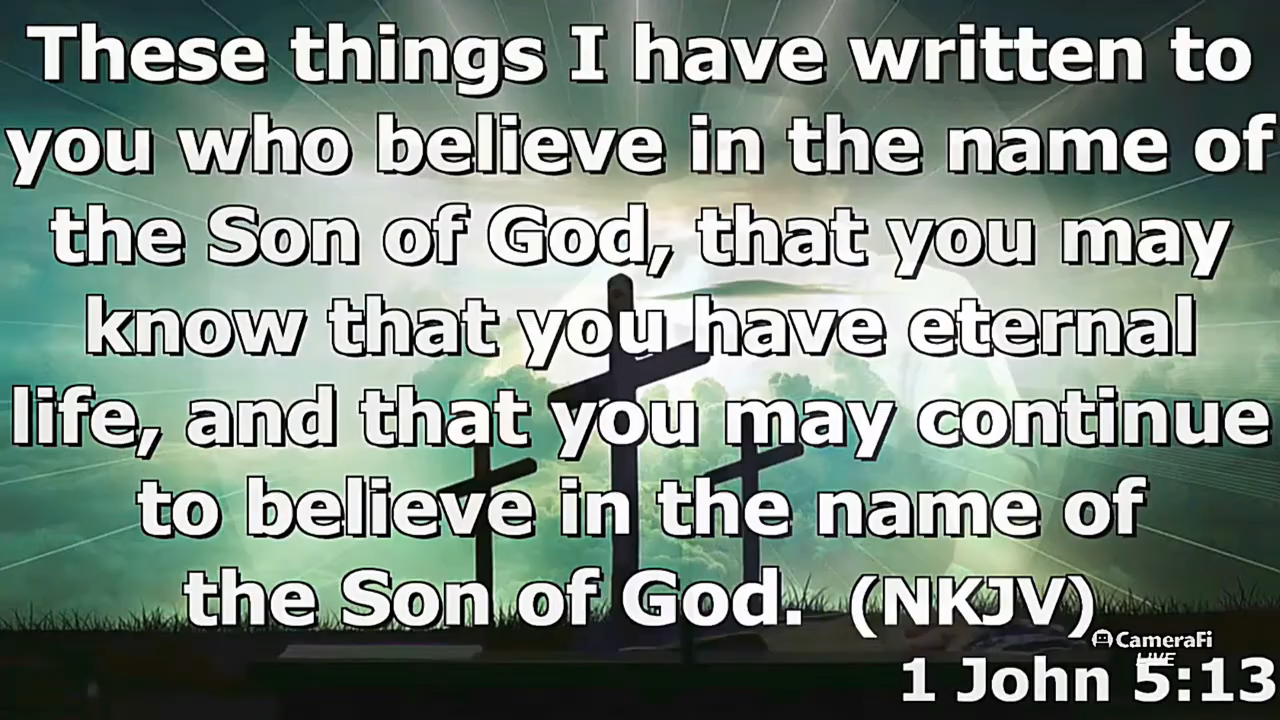 These things I have written to
you who believe in the name of
the Son of God, that you may
know that you have eternal
life, and that you may continue
to believe in the name of
the Son of God. (NKJV)
CameraFi
LIVE
1 John 5:13